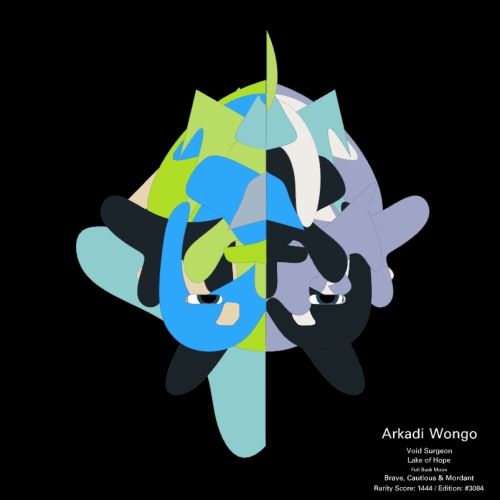 Arkadi Wongo
Void Surgeon
Lake of Hope
Full Buck Moon
Brave, Cautious & Mordant
Rarity Score: 1444 / Edition: #3084